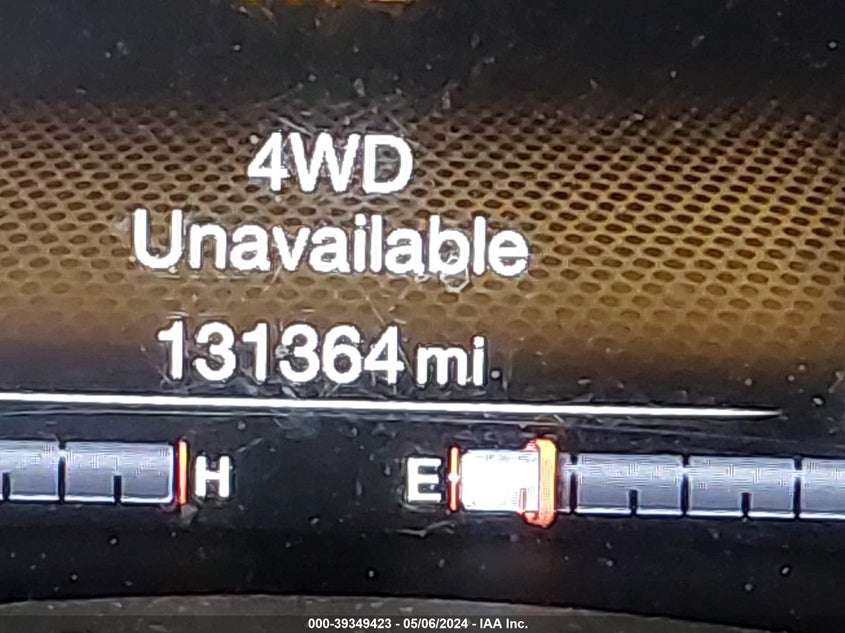 4WD
Unavailable
131364 mi
H E
000-39349423 - 05/06/2024 - IAA Inc.